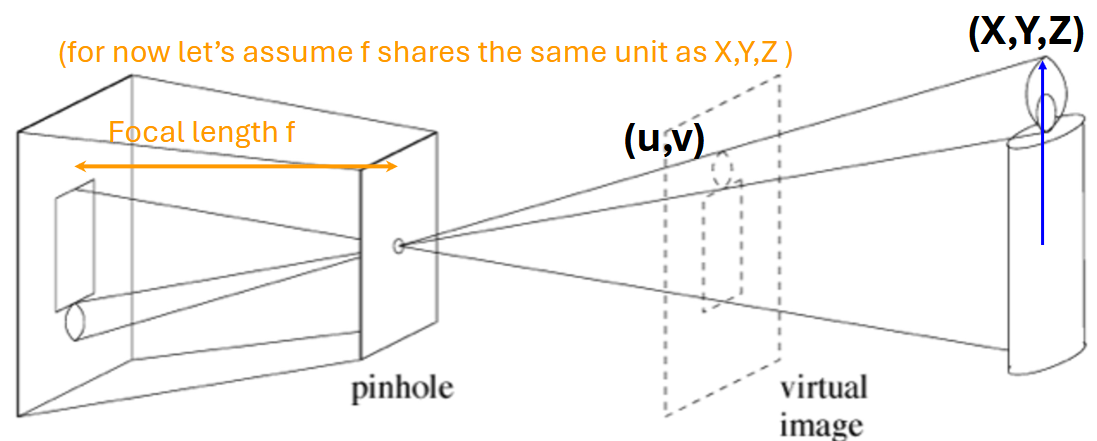 (X,Y,Z)
(for now let's assume f shares the same unit as X,Y,Z )
Focal length f
(u,v)
pinhole
virtual
image